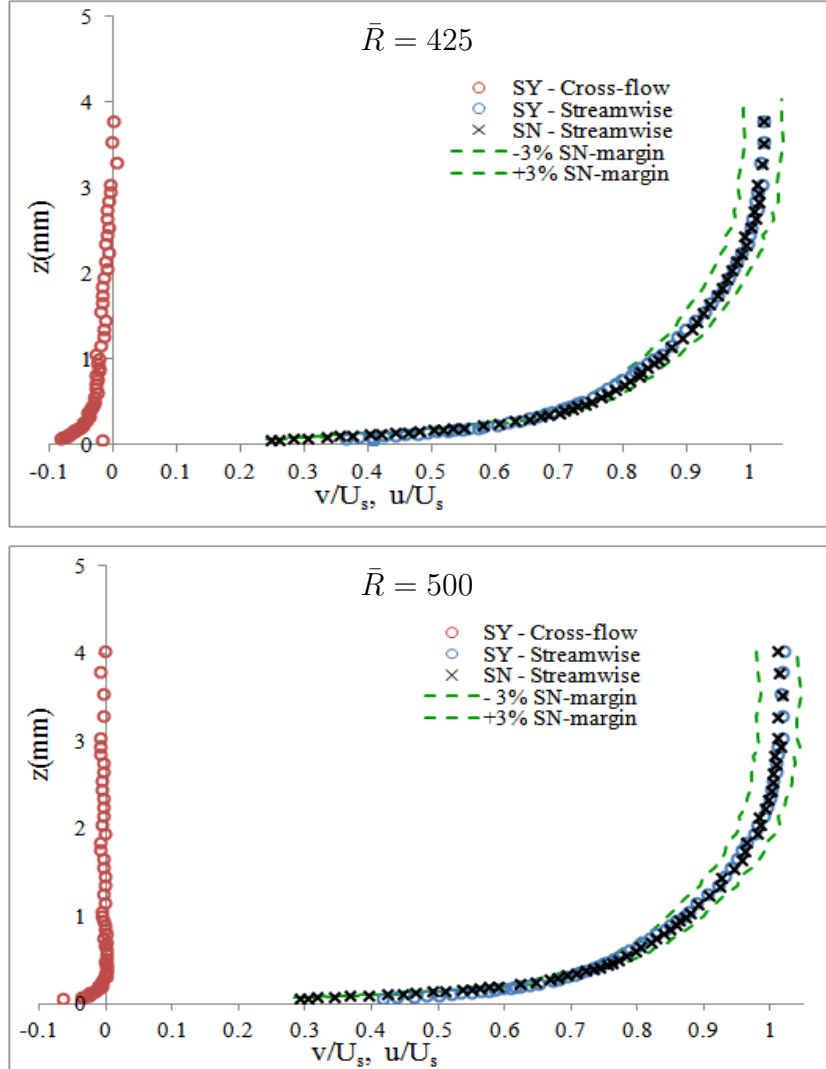 R̄ = 425
5
SY - Cross-flow
SY - Streamwise
SN - Streamwise
-3% SN-margin
+3% SN-margin
4
3
z(mm)
2
1
0
-0.1 0 0.1 0.2 0.3 0.4 0.5 0.6 0.7 0.8 0.9 1
v/Uₛ, u/Uₛ
R̄ = 500
5
SY - Cross-flow
SY - Streamwise
SN - Streamwise
- 3% SN-margin
+3% SN-margin
4
3
z(mm)
2
1
0
-0.1 0 0.1 0.2 0.3 0.4 0.5 0.6 0.7 0.8 0.9 1
v/Uₛ, u/Uₛ